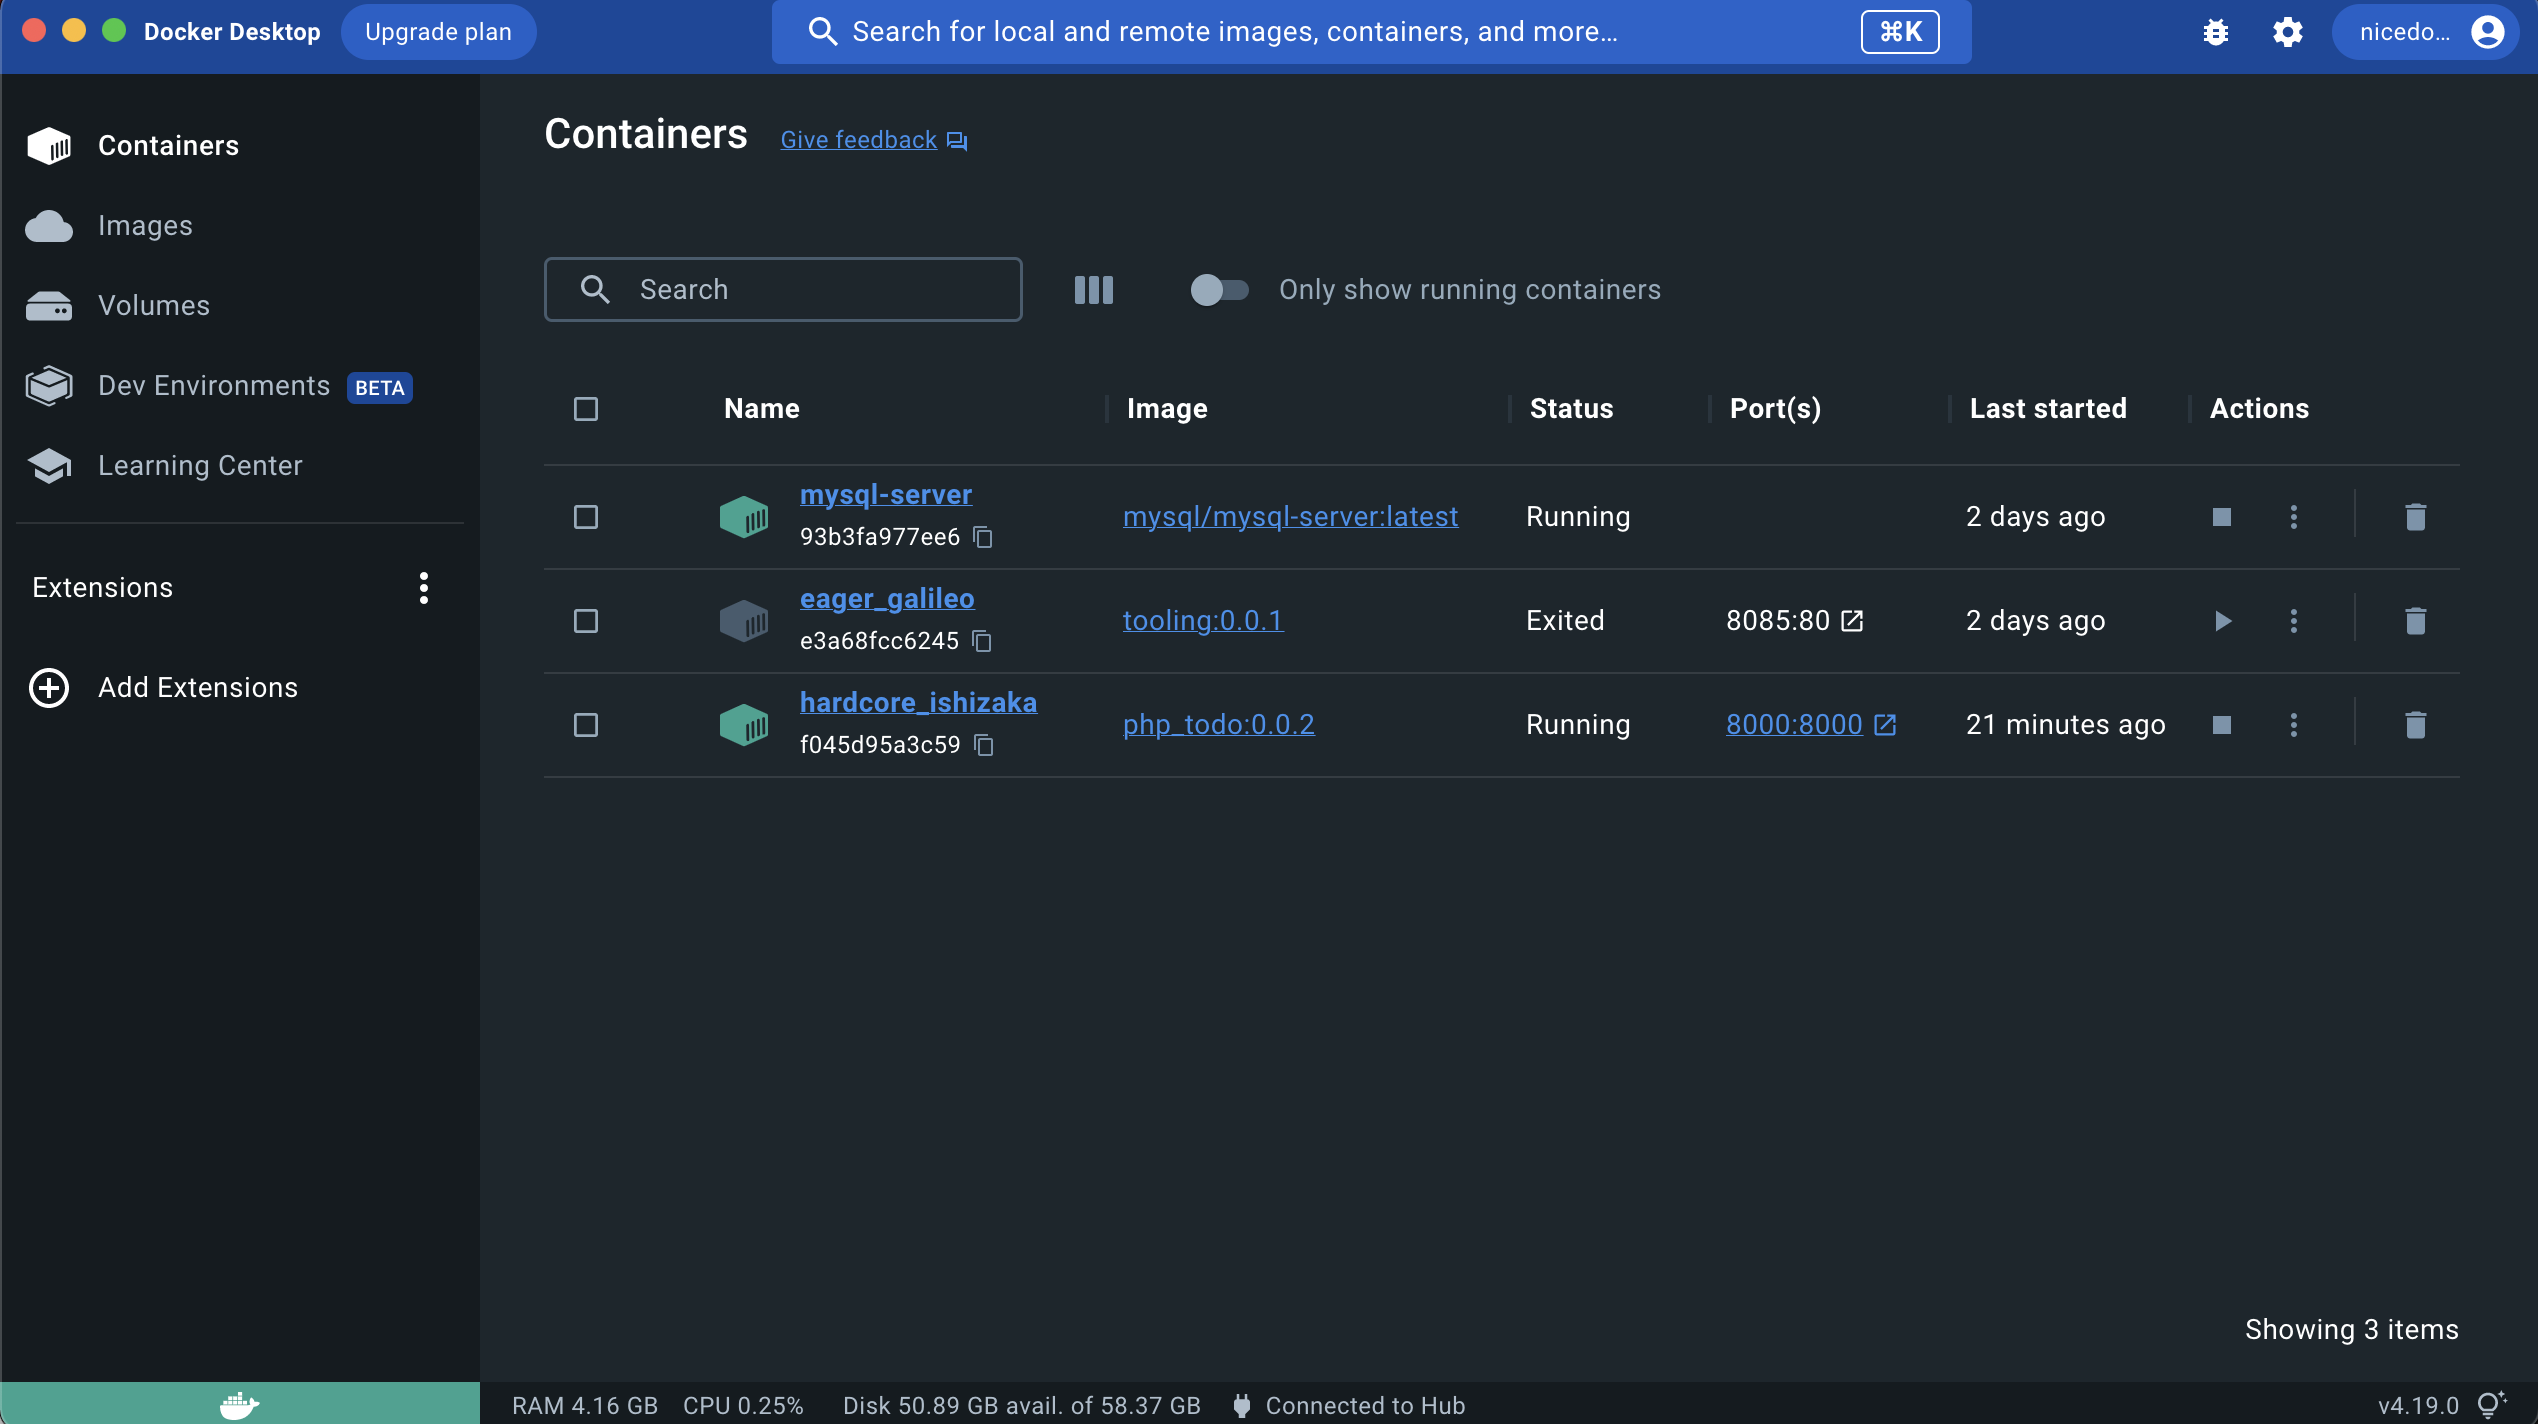 Docker Desktop Upgrade plan Search for local and remote images, containers, and more... ⌘K nicedo...
Containers
Images
Volumes
Dev Environments BETA
Learning Center
Extensions
Add Extensions
Containers Give feedback
Search Only show running containers
Name Image Status Port(s) Last started Actions
mysql-server
93b3fa977ee6 mysql/mysql-server:latest Running 2 days ago
eager_galileo
e3a68fcc6245 tooling:0.0.1 Exited 8085:80 2 days ago
hardcore_ishizaka
f045d95a3c59 php_todo:0.0.2 Running 8000:8000 21 minutes ago
Showing 3 items
RAM 4.16 GB CPU 0.25% Disk 50.89 GB avail. of 58.37 GB Connected to Hub v4.19.0